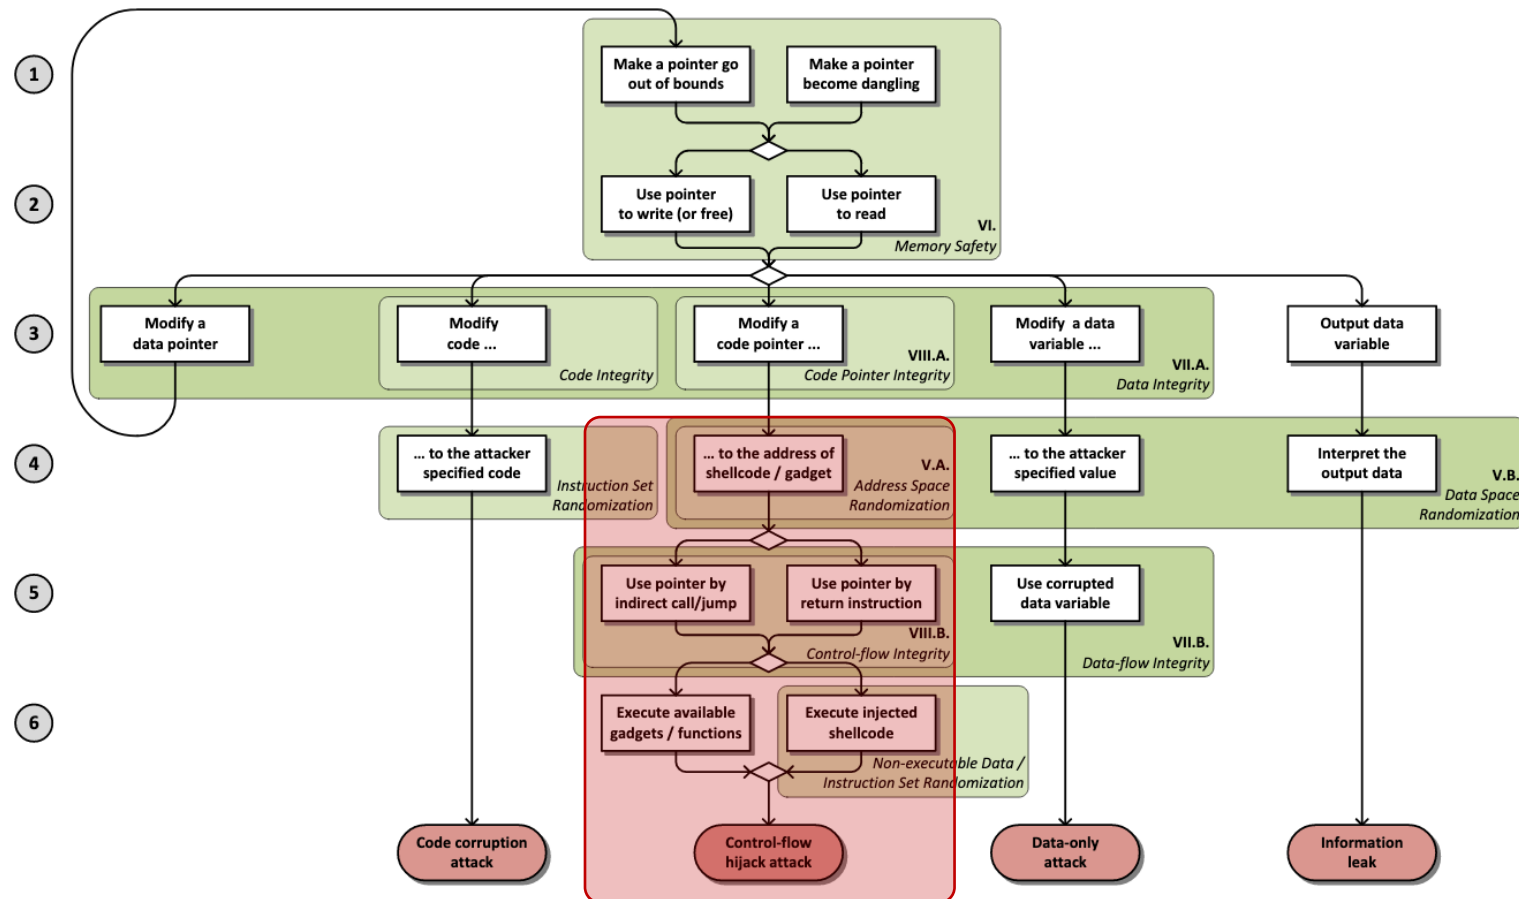 1
Make a pointer go
out of bounds
Make a pointer
become dangling
2
Use pointer
to write (or free)
Use pointer
to read
VI.
Memory Safety
3
Modify a
data pointer
Modify
code ...
Code Integrity
Modify a
code pointer ...
VIII.A.
Code Pointer Integrity
Modify a data
variable ...
VII.A.
Data Integrity
Output data
variable
4
... to the attacker
specified code
Instruction Set
Randomization
... to the address of
shellcode / gadget
V.A.
Address Space
Randomization
... to the attacker
specified value
Interpret the
output data
V.B.
Data Space
Randomization
5
Use pointer by
indirect call/jump
Use pointer by
return instruction
VIII.B.
Control-flow Integrity
Use corrupted
data variable
VII.B.
Data-flow Integrity
6
Execute available
gadgets / functions
Execute injected
shellcode
Non-executable Data /
Instruction Set Randomization
Code corruption
attack
Control-flow
hijack attack
Data-only
attack
Information
leak